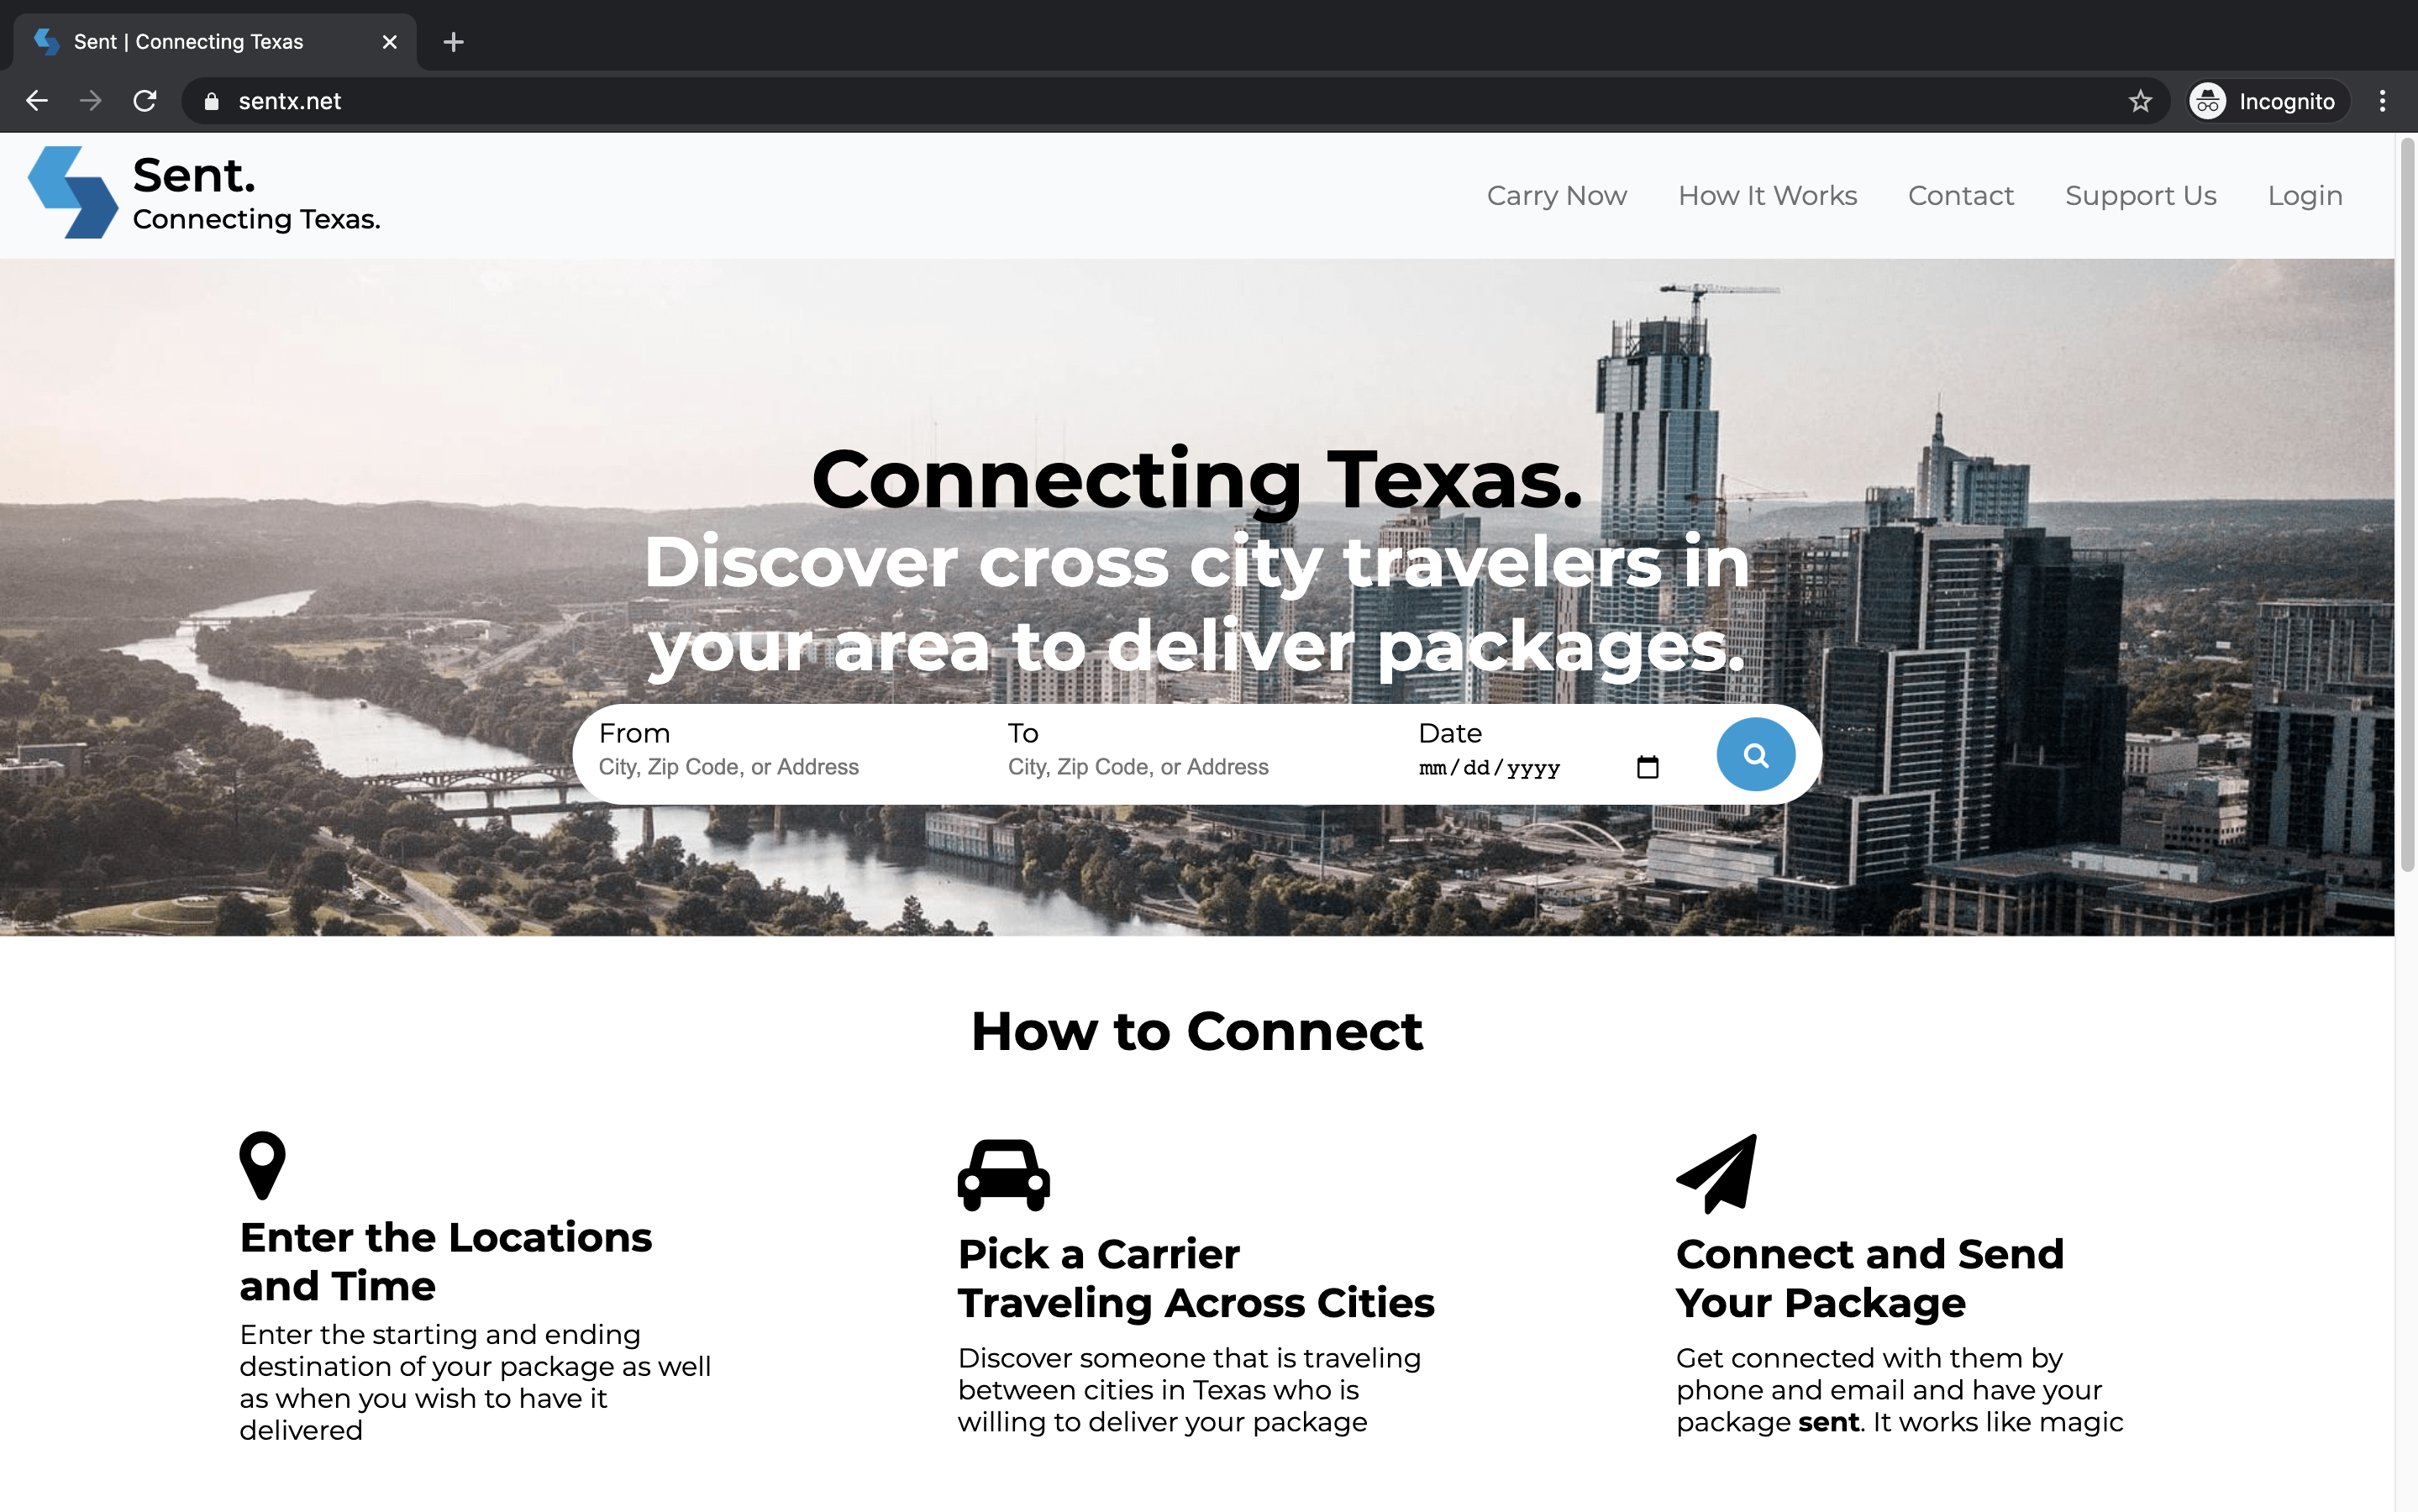 Sent | Connecting Texas
sentx.net
Incognito
Sent.
Connecting Texas.
Carry Now
How It Works
Contact
Support Us
Login
Connecting Texas.
Discover cross city travelers in
your area to deliver packages.
From
City, Zip Code, or Address
To
City, Zip Code, or Address
Date
mm/dd/yyyy
How to Connect
Enter the Locations
and Time
Enter the starting and ending
destination of your package as well
as when you wish to have it
delivered
Pick a Carrier
Traveling Across Cities
Discover someone that is traveling
between cities in Texas who is
willing to deliver your package
Connect and Send
Your Package
Get connected with them by
phone and email and have your
package sent. It works like magic